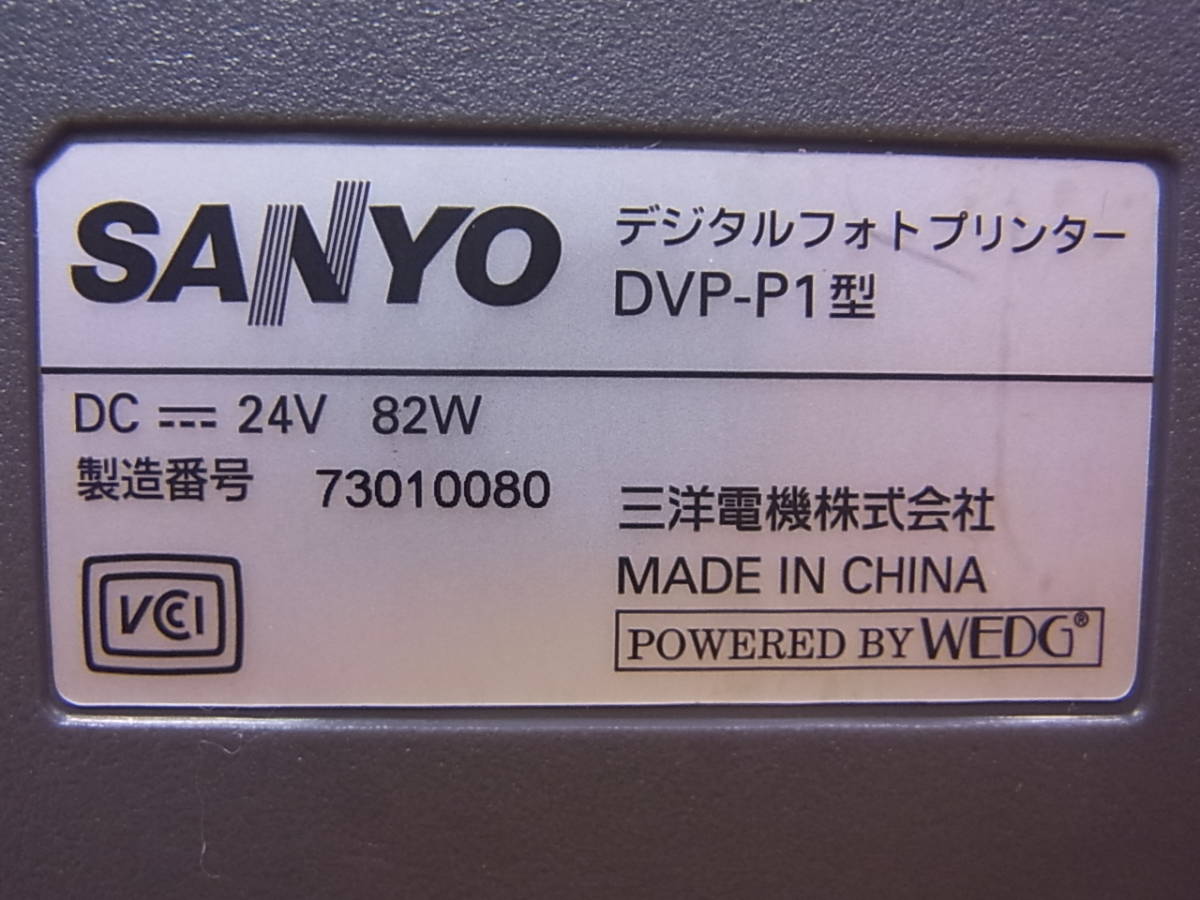 SANYO
デジタルフォトプリンター
DVP-P1型
DC ⎓ 24V 82W
製造番号 73010080
三洋電機株式会社
MADE IN CHINA
VCCI
POWERED BY WEDG®